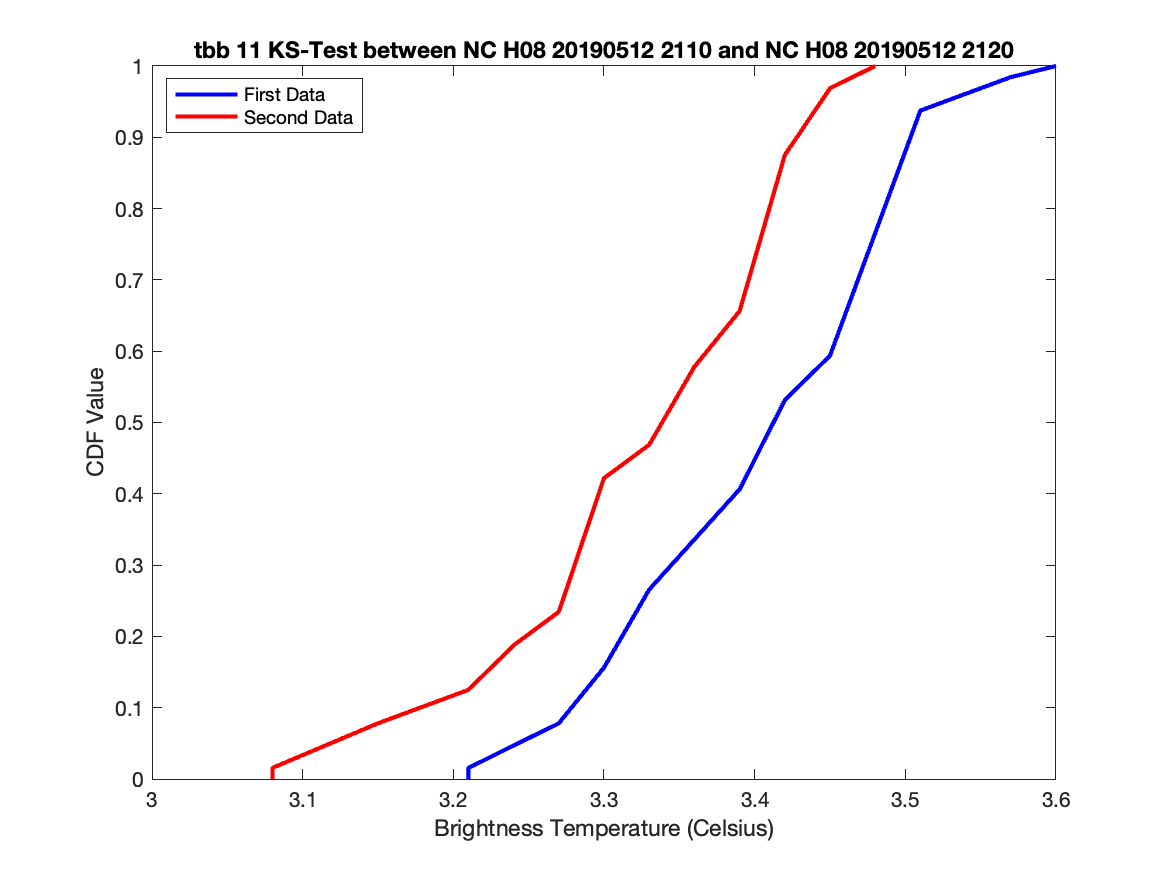 tbb 11 KS-Test between NC H08 20190512 2110 and NC H08 20190512 2120
First Data
Second Data
1
0.9
0.8
0.7
0.6
0.5
0.4
0.3
0.2
0.1
0
CDF Value
3 3.1 3.2 3.3 3.4 3.5 3.6
Brightness Temperature (Celsius)